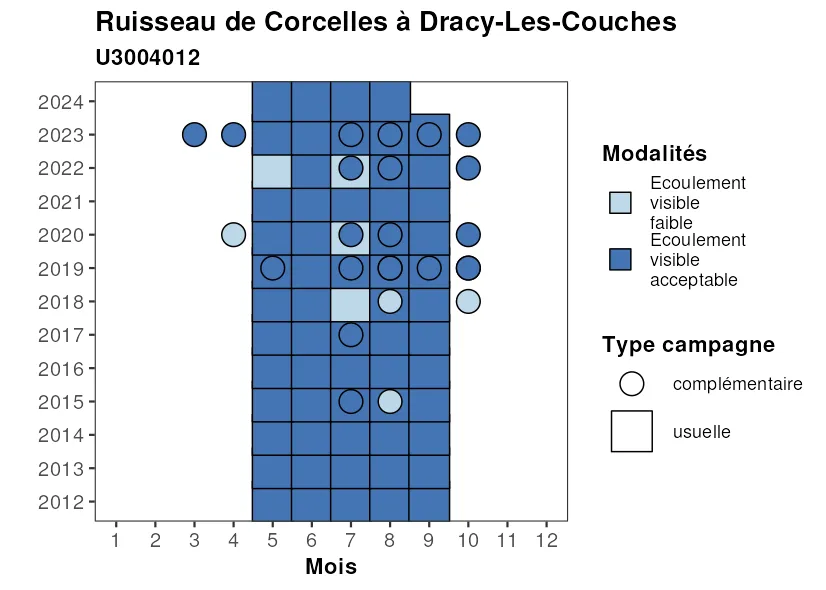 Ruisseau de Corcelles à Dracy-Les-Couches
U3004012
2024
2023
2022
2021
2020
2019
2018
2017
2016
2015
2014
2013
2012
1 2 3 4 5 6 7 8 9 10 11 12
Mois
Modalités
Ecoulement
visible
faible
Ecoulement
visible
acceptable
Type campagne
complémentaire
usuelle